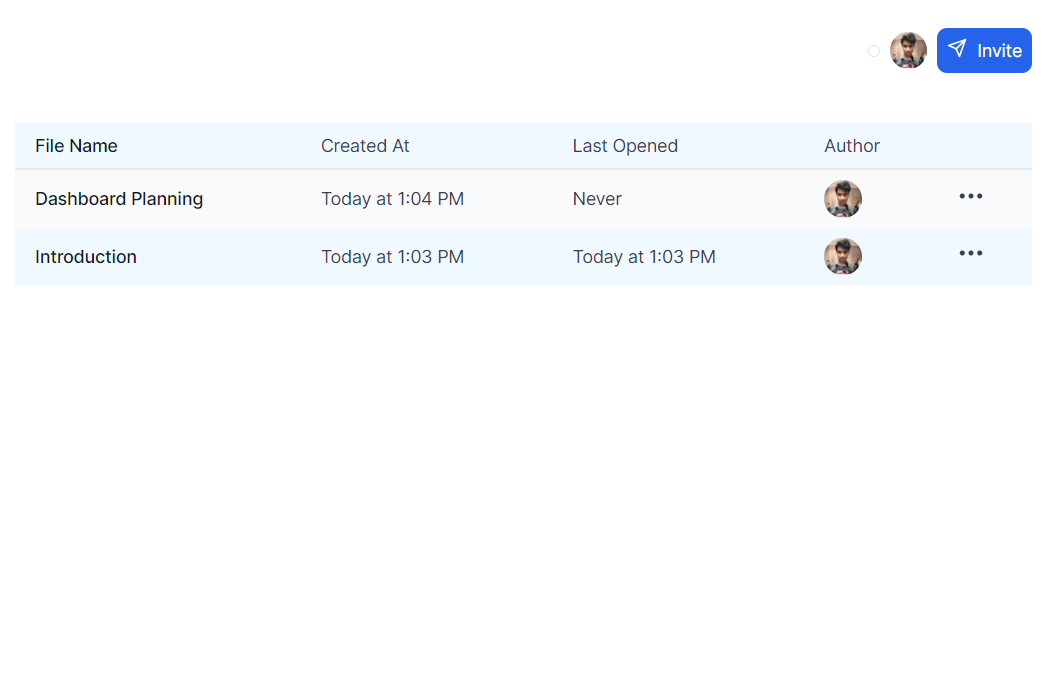 Invite
File Name Created At Last Opened Author
Dashboard Planning Today at 1:04 PM Never
Introduction Today at 1:03 PM Today at 1:03 PM